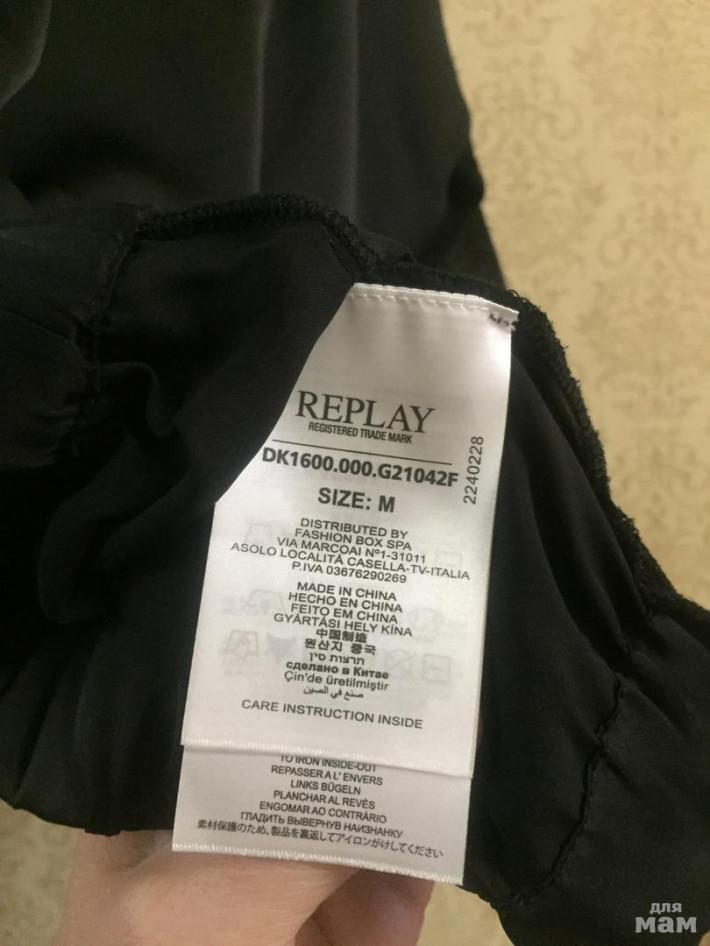 REPLAY
REGISTERED TRADE MARK
DK1600.000.G21042F
2240228
SIZE: M
DISTRIBUTED BY
FASHION BOX SPA
VIA MARCOAI Nº1-31011
ASOLO LOCALITÀ CASELLA-TV-ITALIA
P.IVA 03676290269
MADE IN CHINA
HECHO EN CHINA
FEITO EM CHINA
GYÁRTÁSI HELY KÍNA
中国制造
원산지 중국
תרצות סין
сделано в Китае
Çin'de üretilmiştir
صنع في الصين
CARE INSTRUCTION INSIDE
TO IRON INSIDE-OUT
REPASSER A L' ENVERS
LINKS BÜGELN
PLANCHAR AL REVÉS
ENGOMAR AO CONTRÁRIO
ГЛАДИТЬ ВЫВЕРНУВ НАИЗНАНКУ
素材保護のため、製品を裏返してアイロンがけしてください
для
мам